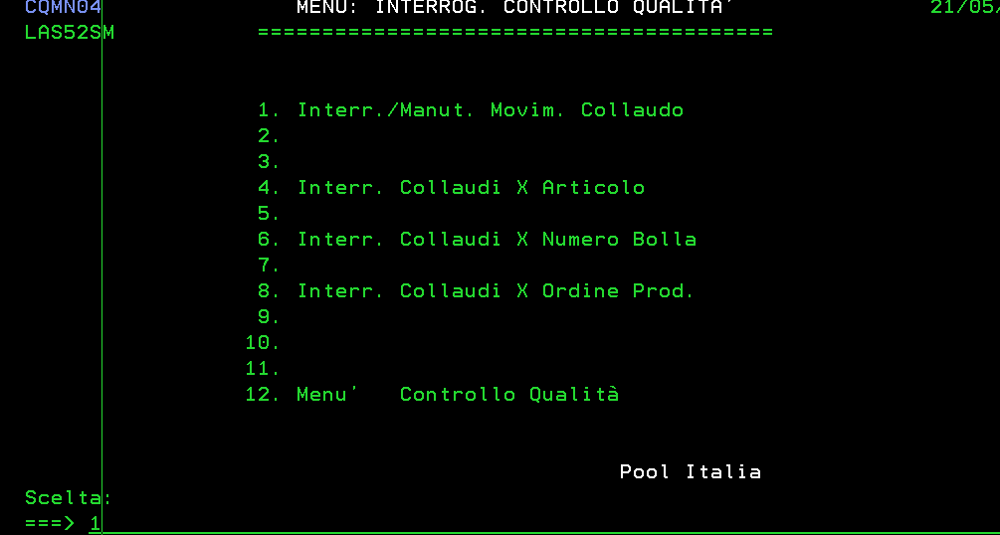 CQMN04 MENU: INTERROG. CONTROLLO QUALITA' 21/05/
LAS52SM ========================================
1. Interr./Manut. Movim. Collaudo
2.
3.
4. Interr. Collaudi X Articolo
5.
6. Interr. Collaudi X Numero Bolla
7.
8. Interr. Collaudi X Ordine Prod.
9.
10.
11.
12. Menu' Controllo Qualità
Pool Italia
Scelta:
===> 1